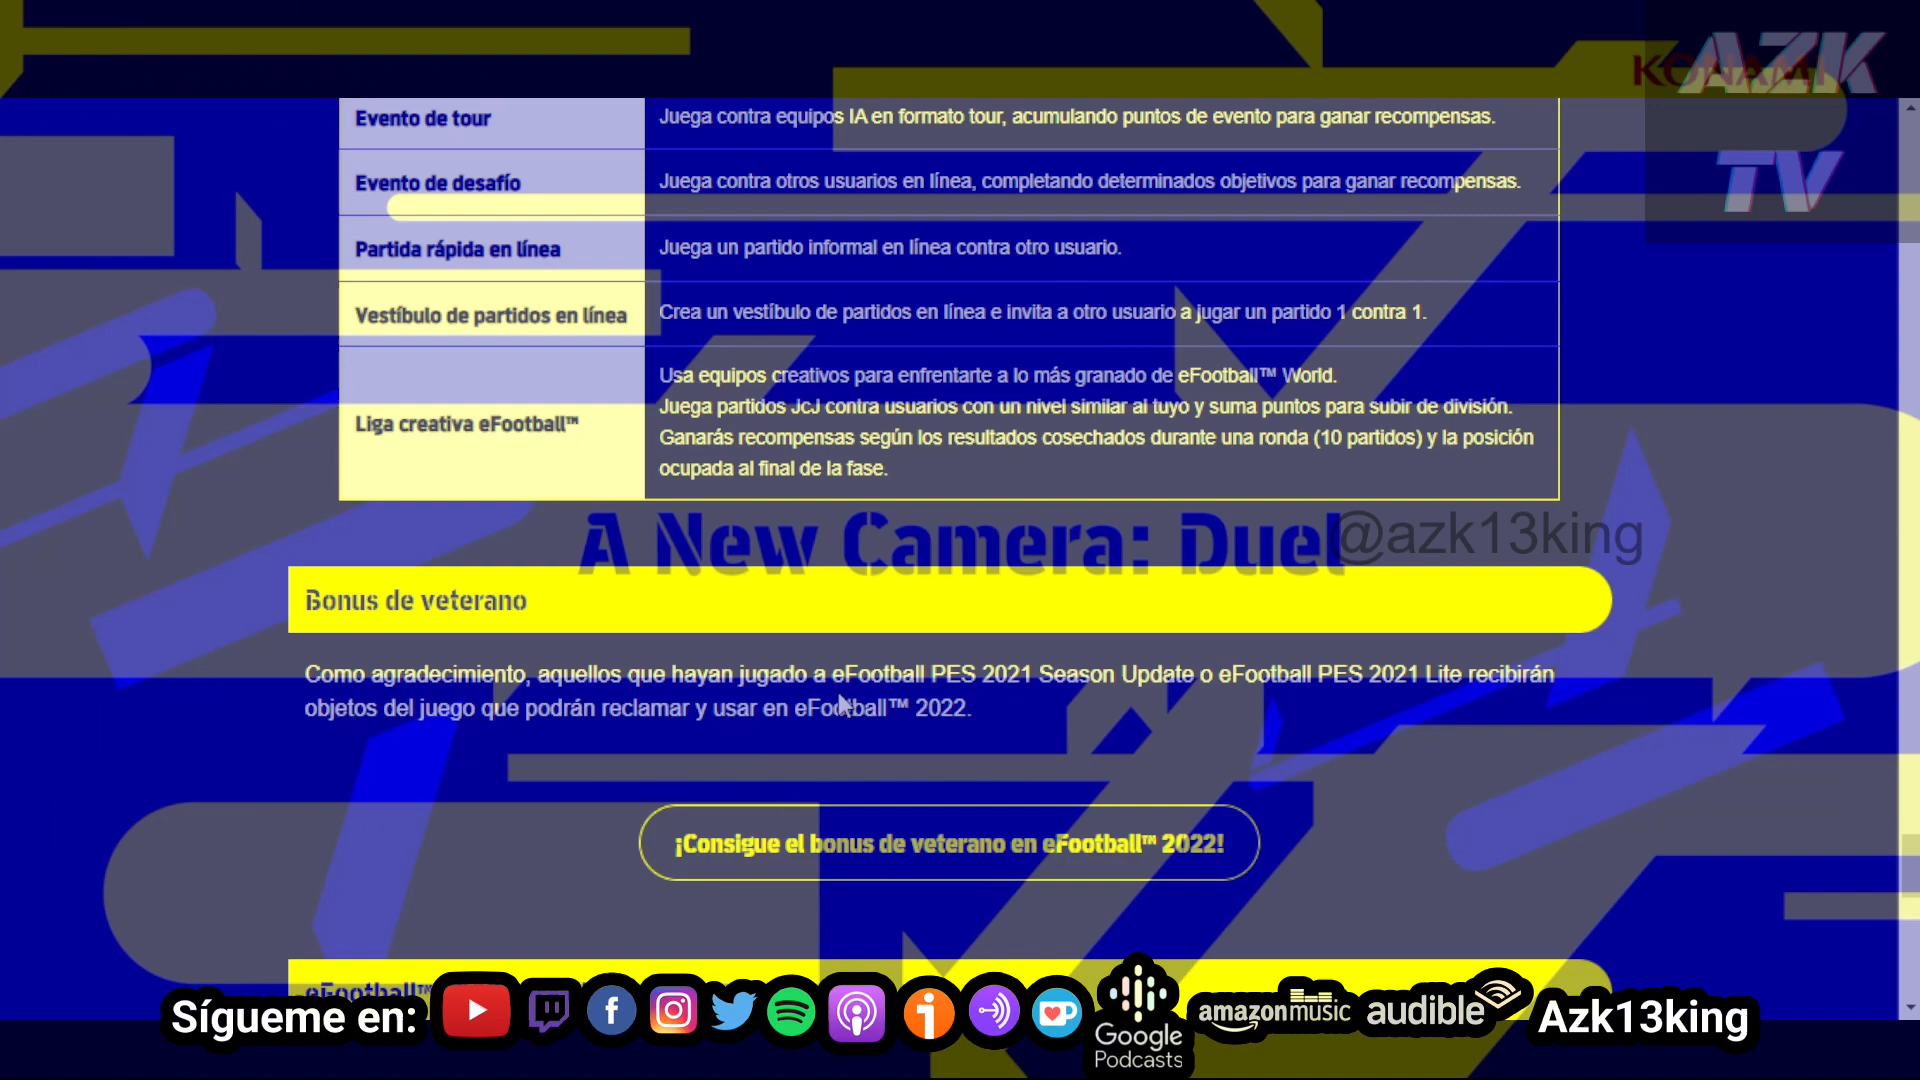 KONAMI
AZK
TV
Evento de tour
Juega contra equipos IA en formato tour, acumulando puntos de evento para ganar recompensas.
Evento de desafío
Juega contra otros usuarios en línea, completando determinados objetivos para ganar recompensas.
Partida rápida en línea
Juega un partido informal en línea contra otro usuario.
Vestíbulo de partidos en línea
Crea un vestíbulo de partidos en línea e invita a otro usuario a jugar un partido 1 contra 1.
Liga creativa eFootball™
Usa equipos creativos para enfrentarte a lo más granado de eFootball™ World.
Juega partidos JcJ contra usuarios con un nivel similar al tuyo y suma puntos para subir de división.
Ganarás recompensas según los resultados cosechados durante una ronda (10 partidos) y la posición
ocupada al final de la fase.
A New Camera: Duel
@azk13king
Bonus de veterano
Como agradecimiento, aquellos que hayan jugado a eFootball PES 2021 Season Update o eFootball PES 2021 Lite recibirán
objetos del juego que podrán reclamar y usar en eFootball™ 2022.
¡Consigue el bonus de veterano en eFootball™ 2022!
eFootball™
Sígueme en:
Google
Podcasts
amazon music
audible
Azk13king